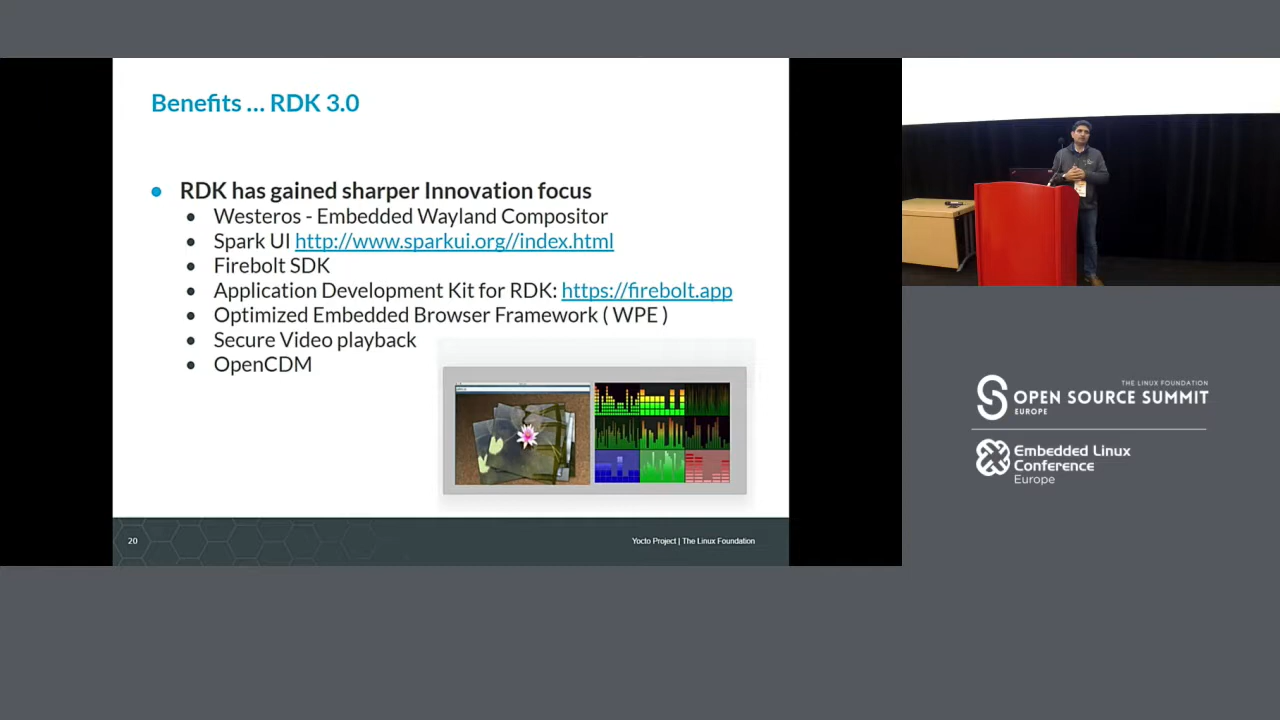 Benefits ... RDK 3.0
RDK has gained sharper Innovation focus
Westeros - Embedded Wayland Compositor
Spark UI http://www.sparkui.org//index.html
Firebolt SDK
Application Development Kit for RDK: https://firebolt.app
Optimized Embedded Browser Framework ( WPE )
Secure Video playback
OpenCDM
20
Yocto Project | The Linux Foundation
THE LINUX FOUNDATION
OPEN SOURCE SUMMIT
EUROPE
Embedded Linux
Conference
Europe